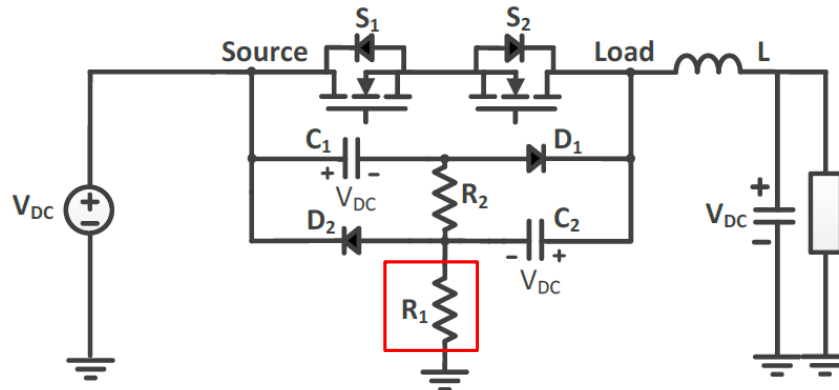 S1 S2
Source Load L
C1 D1
+ -
VDC
R2
VDC
+
-
D2 C2
- +
VDC
VDC
+
-
R1